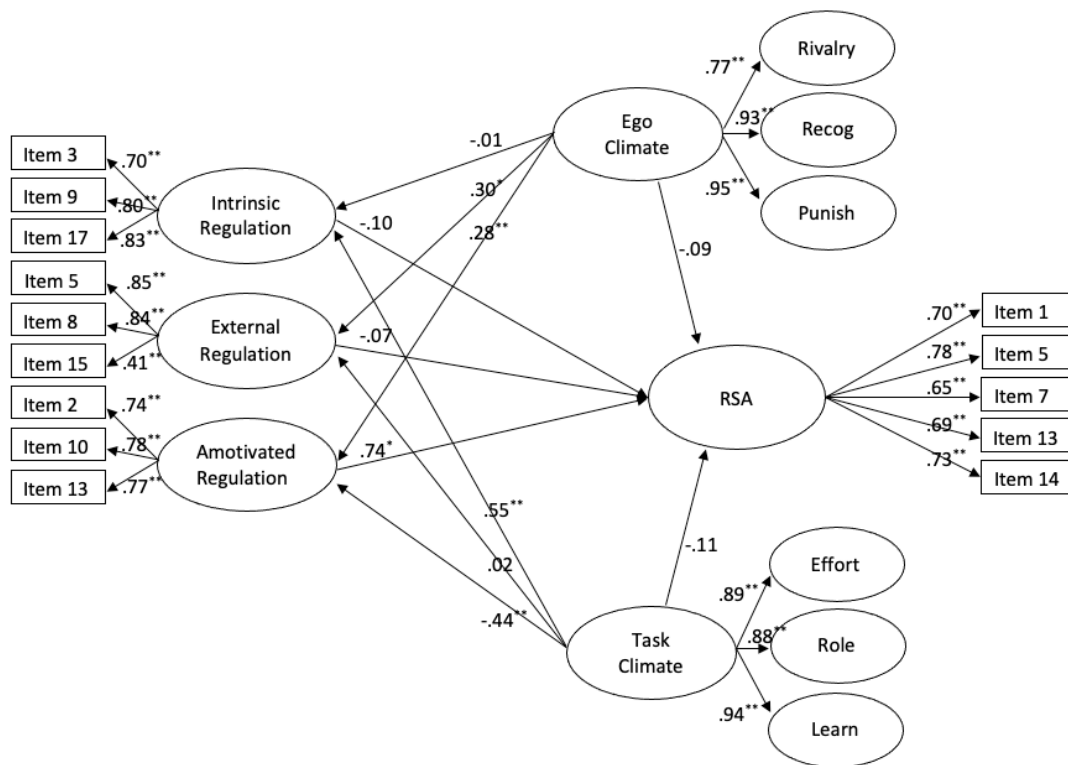 Rivalry
.77**
Ego
Climate
.93**
Recog
.95**
Punish
-.01
.30*
.28**
-.09
Item 3
.70**
Item 9
.80**
Item 17
.83**
Intrinsic
Regulation
-.10
Item 5
.85**
Item 8
.84**
Item 15
.41**
External
Regulation
-.07
Item 2
.74**
Item 10
.78**
Item 13
.77**
Amotivated
Regulation
.74*
RSA
.70**
Item 1
.78**
Item 5
.65**
Item 7
.69**
Item 13
.73**
Item 14
.55**
.02
-.44**
-.11
Task
Climate
.89**
Effort
.88**
Role
.94**
Learn